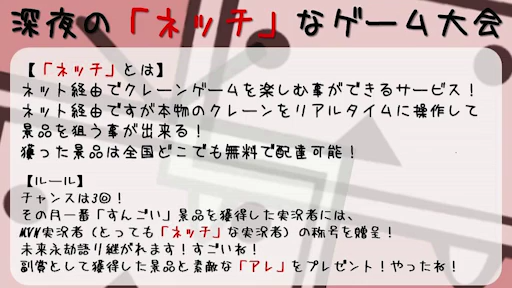 深夜の「ネッチ」なゲーム大会
【「ネッチ」とは】
ネット経由でクレーンゲームを楽しむ事ができるサービス！
ネット経由ですが本物のクレーンをリアルタイムに操作して
景品を狙う事が出来る！
獲った景品は全国どこでも無料で配達可能！
【ルール】
チャンスは3回！
その月一番「すんごい」景品を獲得した実況者には、
MVN実況者（とっても「ネッチ」な実況者）の称号を贈呈！
未来永劫語り継がれます！すごいね！
副賞として獲得した景品と素敵な「アレ」をプレゼント！やったね！